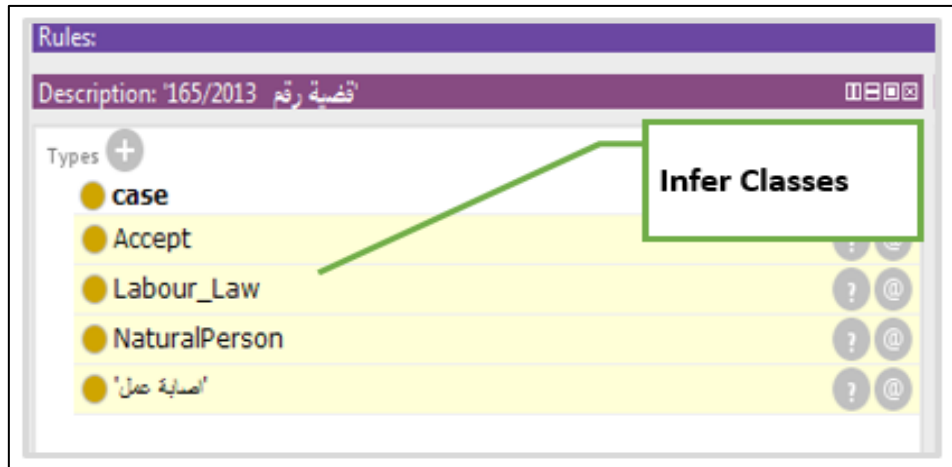 Rules:
Description: '165/2013 قضية رقم'
Types
case
Infer Classes
Accept
Labour_Law
NaturalPerson
'اصابة عمل'